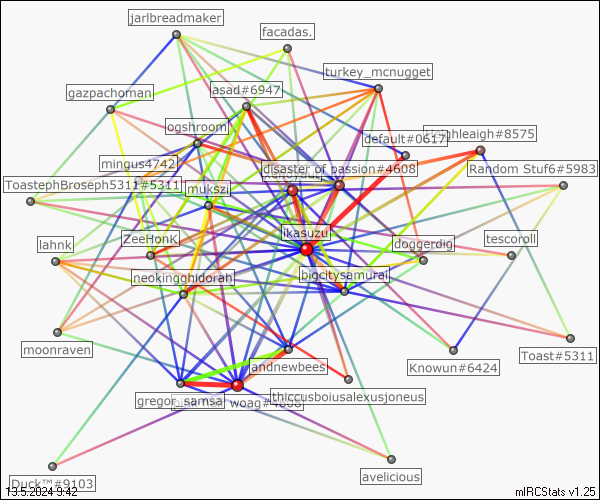 jarlbreadmaker
facadas.
turkey_mcnugget
gazpachoman
asad#6947
ogshroom
default#0617
hleaigh#8575
mingus4742
disaster of passion#4608
Random Stuf6#5983
ToastephBroseph5311#5311
mukszi
ikasuzu
lahnk
ZeeHonk
doggerdig
tescoroll
neokingghidorah
bigcitysamurai
moonraven
andnewbees
Knowun#6424
Toast#5311
gregor_samsa
woag#4608
thiccusboiusalexusjoneus
Duck™#9103
avelicious
13.5.2024 9:42
mIRCStats v1.25